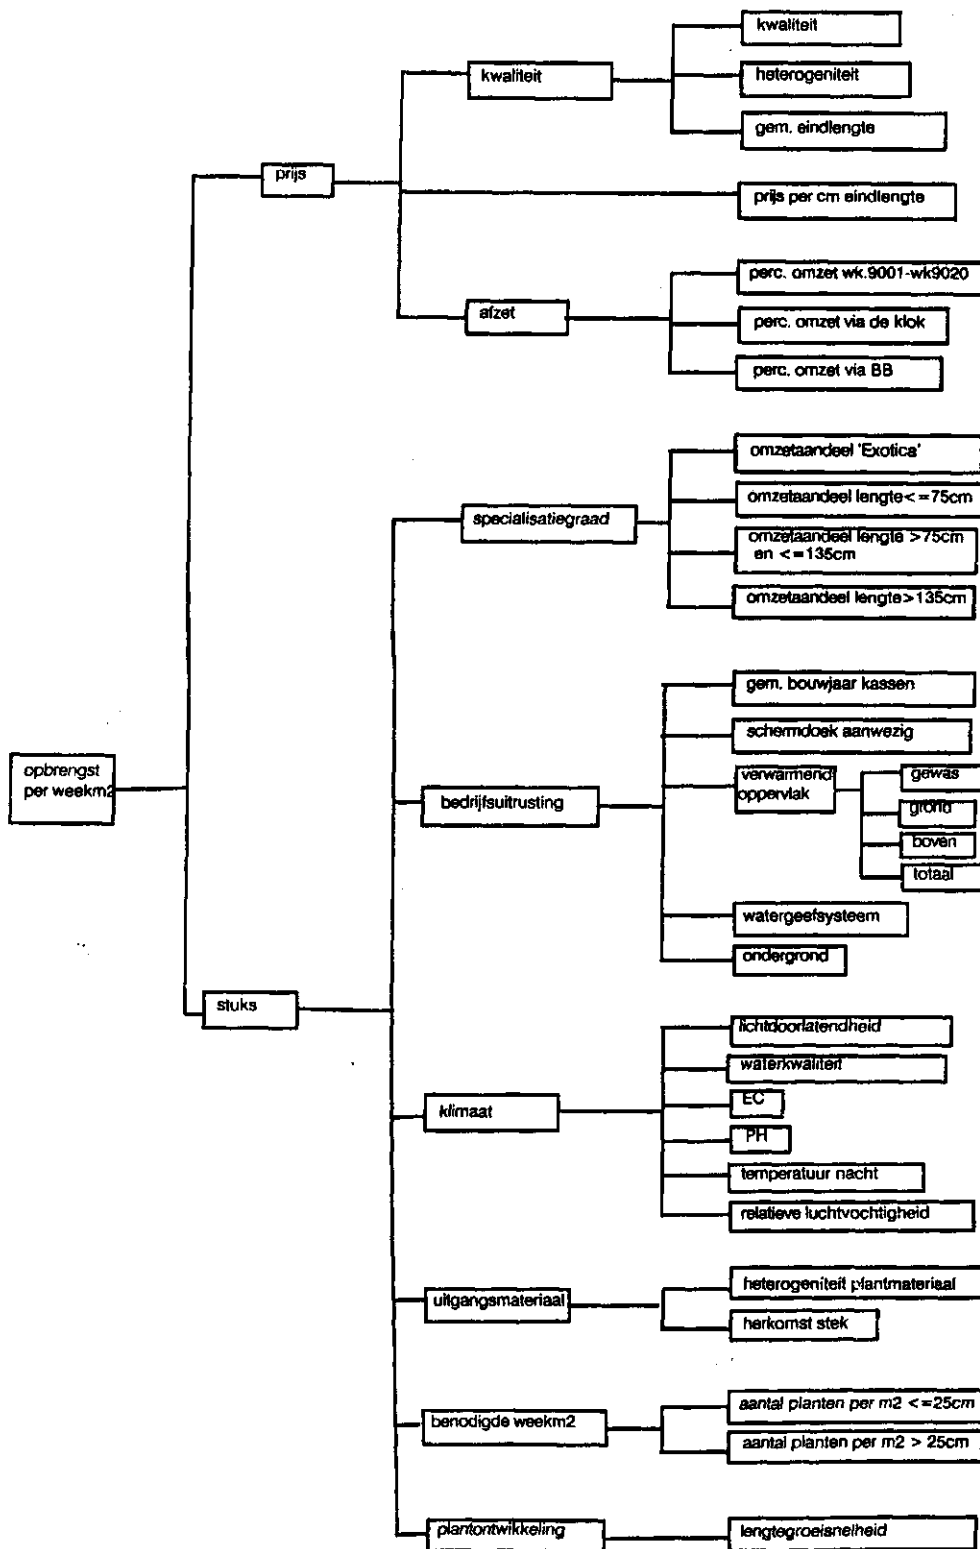 kwaliteit
kwaliteit
heterogeniteit
gem. eindlengte
prijs
prijs per cm eindlengte
perc. omzet wk.9001-wk9020
afzet
perc. omzet via de klok
perc. omzet via BB
omzetaandeel 'Exotica'
omzetaandeel lengte<=75cm
specialisatiegraad
omzetaandeel lengte >75cm
en <=135cm
omzetaandeel lengte>135cm
gem. bouwjaar kassen
schermdoek aanwezig
opbrengst
per weekm2
bedrijfsuitrusting
verwarmend
oppervlak
gewas
grond
boven
totaal
watergeefsysteem
ondergrond
stuks
lichtdoorlatendheid
waterkwaliteit
klimaat
EC
PH
temperatuur nacht
relatieve luchtvochtigheid
uitgangsmateriaal
heterogeniteit plantmateriaal
herkomst stek
benodigde weekm2
aantal planten per m2 <=25cm
aantal planten per m2 > 25cm
plantontwikkeling
lengtegroeisnelheid